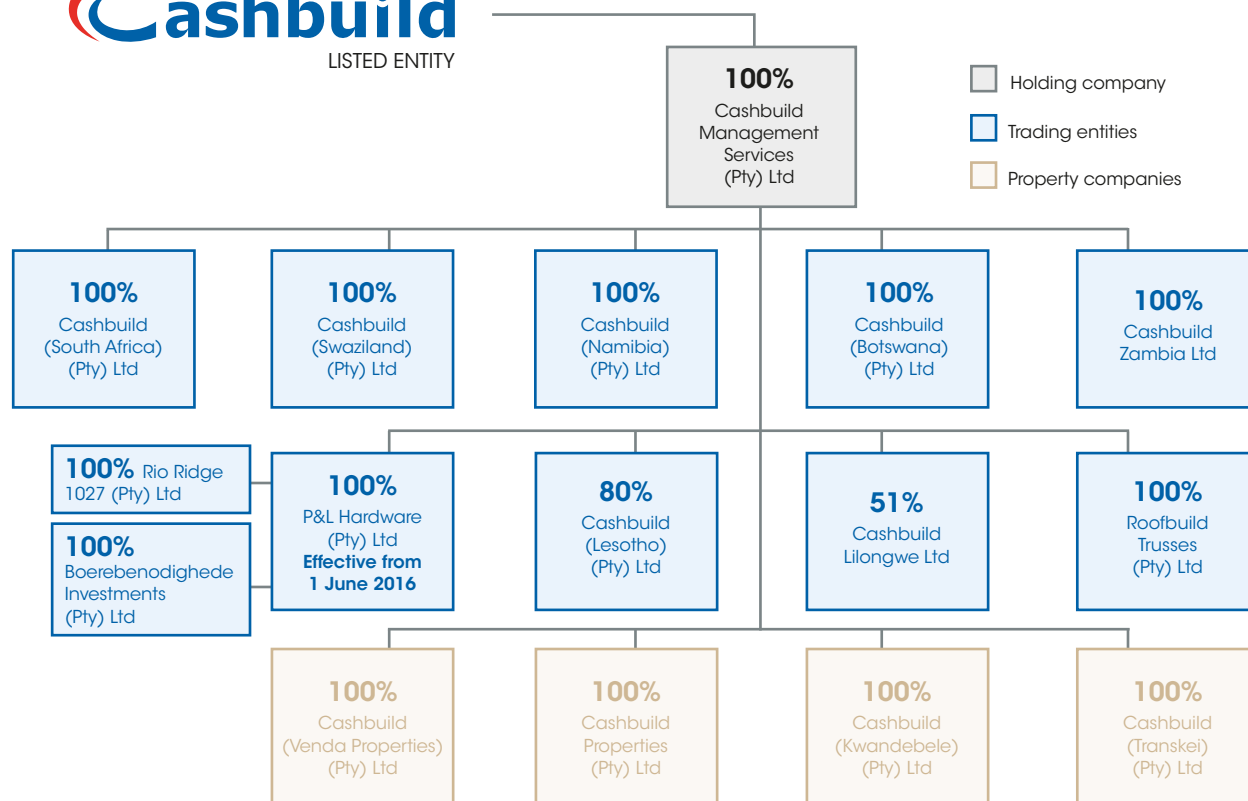 Cashbuild
LISTED ENTITY
100%
Cashbuild
Management
Services
(Pty) Ltd
Holding company
Trading entities
Property companies
100%
Cashbuild
(South Africa)
(Pty) Ltd
100%
Cashbuild
(Swaziland)
(Pty) Ltd
100%
Cashbuild
(Namibia)
(Pty) Ltd
100%
Cashbuild
(Botswana)
(Pty) Ltd
100%
Cashbuild
Zambia Ltd
100% Rio Ridge
1027 (Pty) Ltd
100%
Boerebenodighede
Investments
(Pty) Ltd
100%
P&L Hardware
(Pty) Ltd
Effective from
1 June 2016
80%
Cashbuild
(Lesotho)
(Pty) Ltd
51%
Cashbuild
Lilongwe Ltd
100%
Roofbuild
Trusses
(Pty) Ltd
100%
Cashbuild
(Venda Properties)
(Pty) Ltd
100%
Cashbuild
Properties
(Pty) Ltd
100%
Cashbuild
(Kwandebele)
(Pty) Ltd
100%
Cashbuild
(Transkei)
(Pty) Ltd